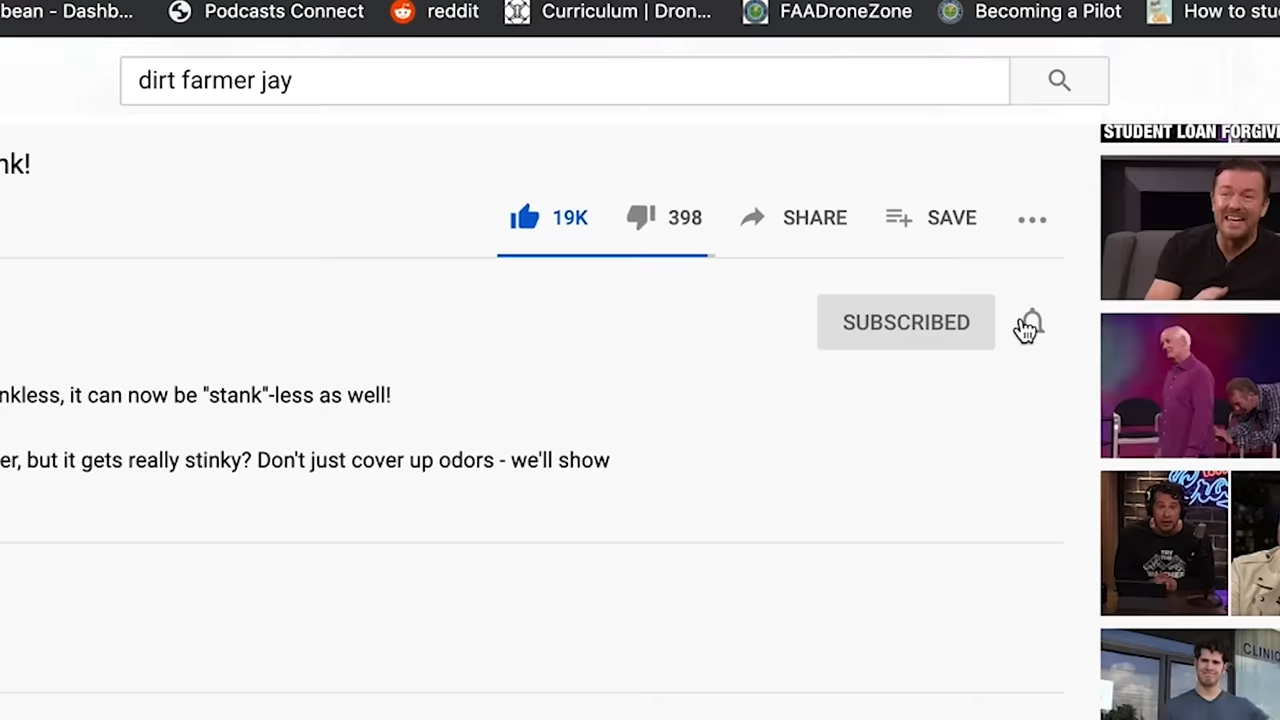 bean - Dashb... Podcasts Connect reddit Curriculum | Dron... FAADroneZone Becoming a Pilot How to stu
dirt farmer jay
STUDENT LOAN FORGIV
nk!
19K 398 SHARE SAVE
SUBSCRIBED
nkless, it can now be "stank"-less as well!
er, but it gets really stinky? Don't just cover up odors - we'll show
CLINIC